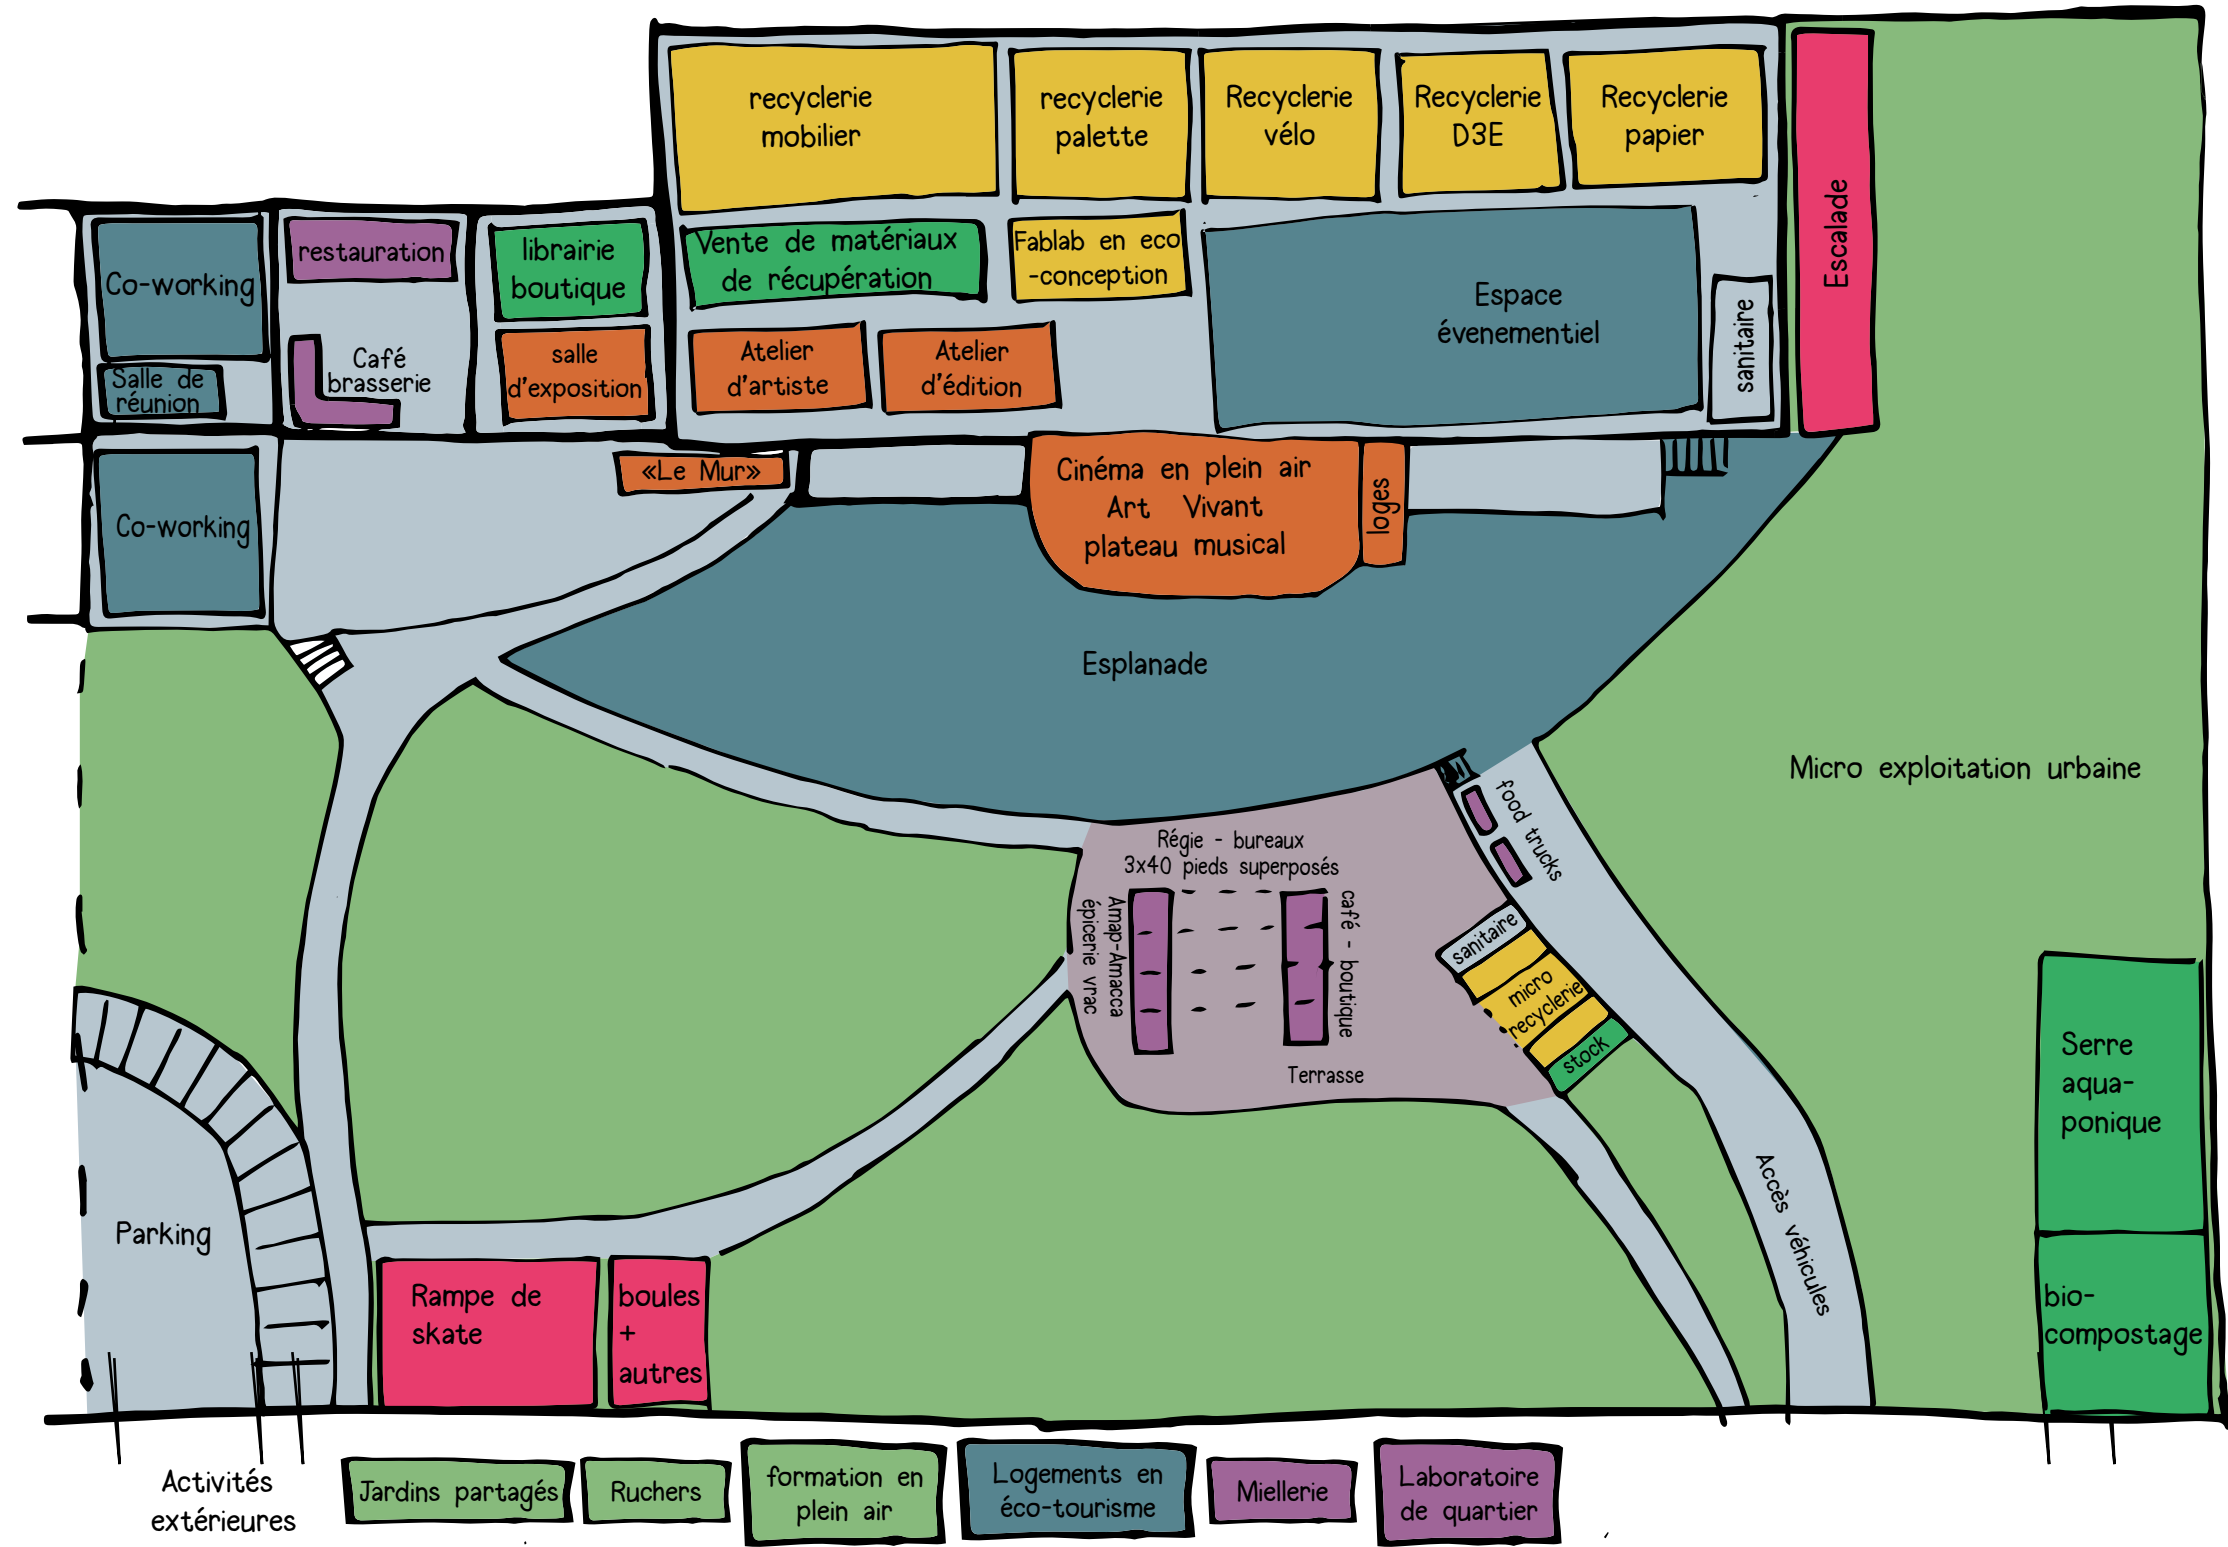 recyclerie
mobilier
recyclerie
palette
Recyclerie
vélo
Recyclerie
D3E
Recyclerie
papier
Escalade
Co-working
restauration
librairie
boutique
Vente de matériaux
de récupération
Fablab en eco
-conception
Espace
évenementiel
sanitaire
Salle de
réunion
Café
brasserie
salle
d'exposition
Atelier
d'artiste
Atelier
d'édition
Co-working
«Le Mur»
Cinéma en plein air
Art Vivant
plateau musical
loges
Esplanade
Micro exploitation urbaine
food trucks
Régie - bureaux
3x40 pieds superposés
Amap-Amacca
épicerie vrac
café - boutique
Terrasse
sanitaire
micro
recyclerie
stock
Serre
aqua-
ponique
bio-
compostage
Accès véhicules
Parking
Rampe de
skate
boules
+
autres
Activités
extérieures
Jardins partagés
Ruchers
formation en
plein air
Logements en
éco-tourisme
Miellerie
Laboratoire
de quartier